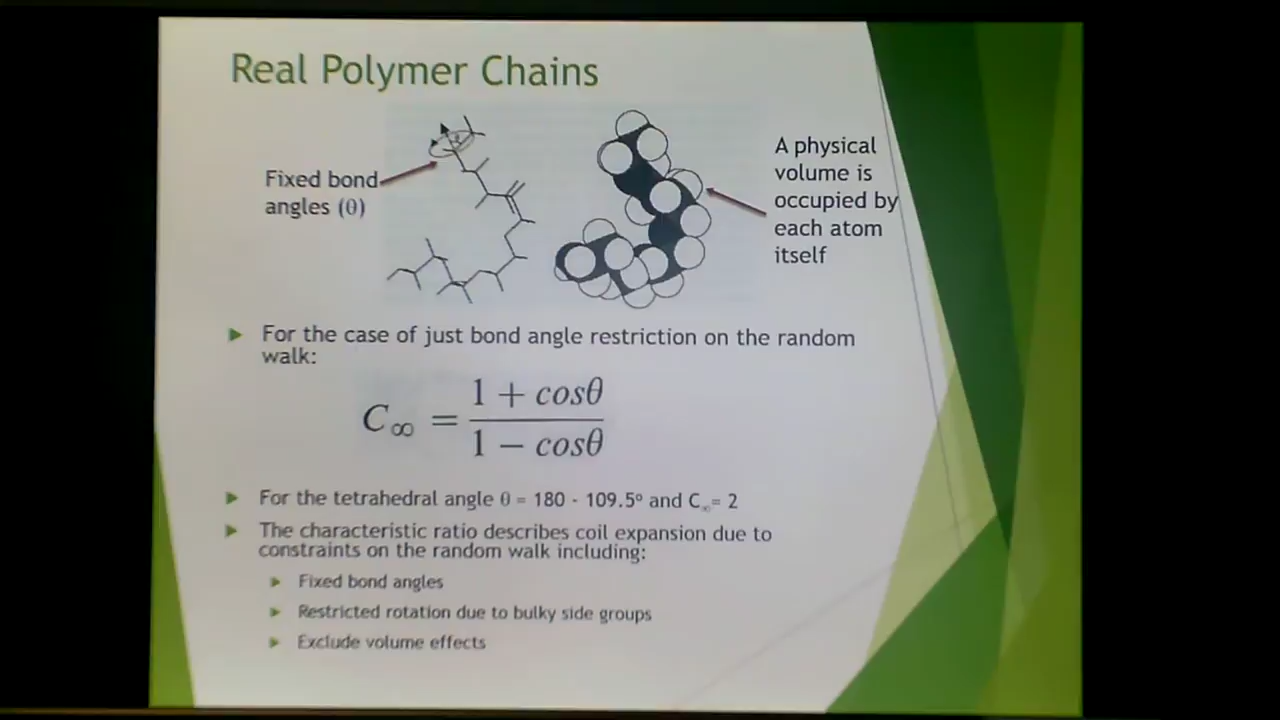 Real Polymer Chains
Fixed bond
angles (θ)
A physical
volume is
occupied by
each atom
itself
For the case of just bond angle restriction on the random
walk:
C∞ = (1 + cosθ) / (1 − cosθ)
For the tetrahedral angle θ = 180 - 109.5º and C∞= 2
The characteristic ratio describes coil expansion due to
constraints on the random walk including:
Fixed bond angles
Restricted rotation due to bulky side groups
Exclude volume effects